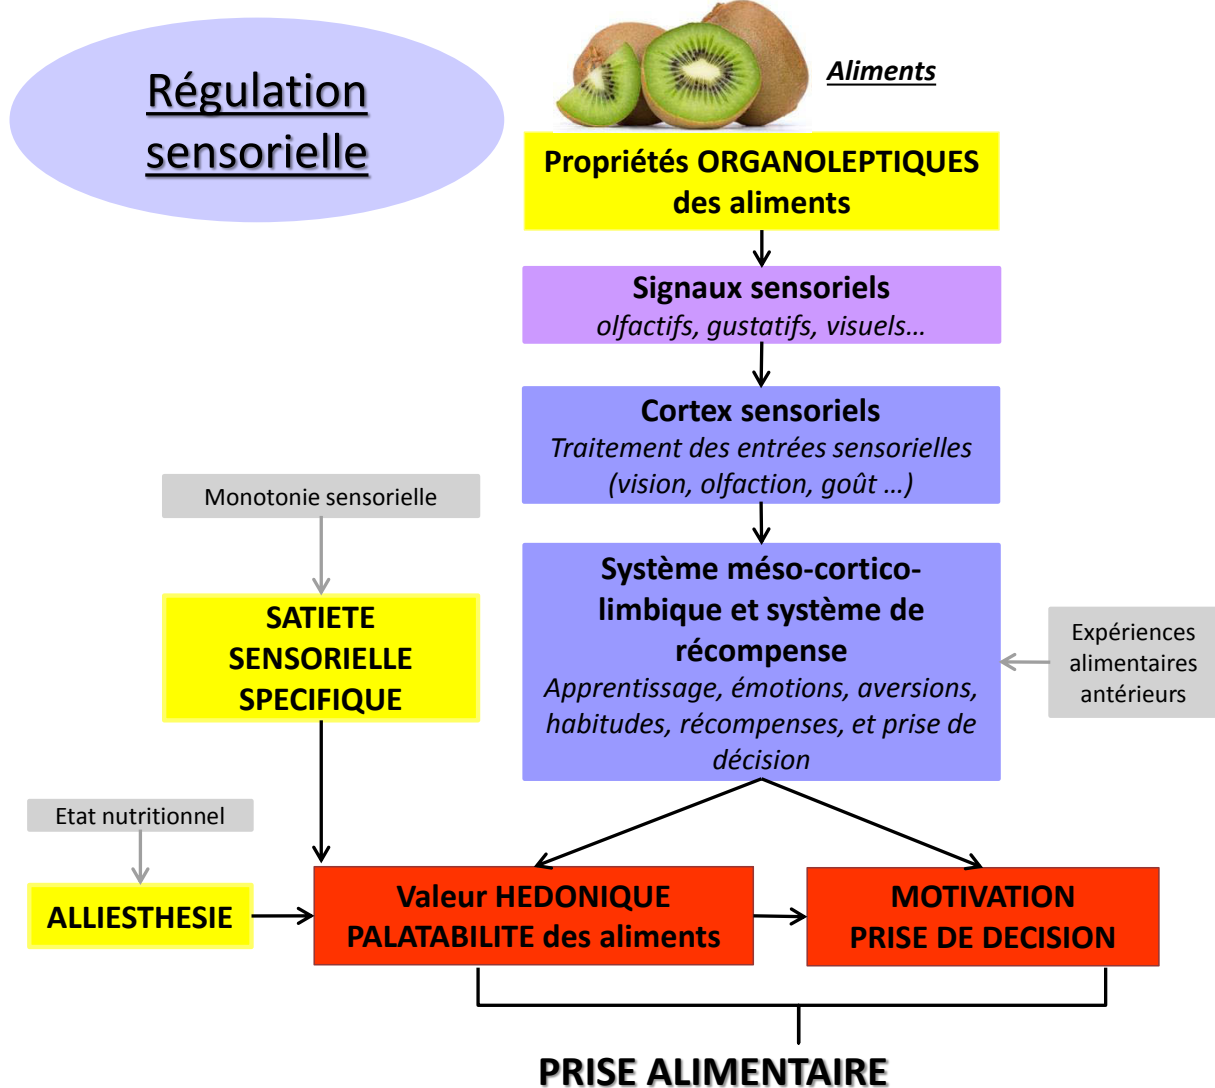 Régulation
sensorielle
Aliments
Propriétés ORGANOLEPTIQUES
des aliments
Signaux sensoriels
olfactifs, gustatifs, visuels…
Cortex sensoriels
Traitement des entrées sensorielles
(vision, olfaction, goût …)
Monotonie sensorielle
SATIETE
SENSORIELLE
SPECIFIQUE
Système méso-cortico-
limbique et système de
récompense
Apprentissage, émotions, aversions,
habitudes, récompenses, et prise de
décision
Expériences
alimentaires
antérieurs
Etat nutritionnel
ALLIESTHESIE
Valeur HEDONIQUE
PALATABILITE des aliments
MOTIVATION
PRISE DE DECISION
PRISE ALIMENTAIRE